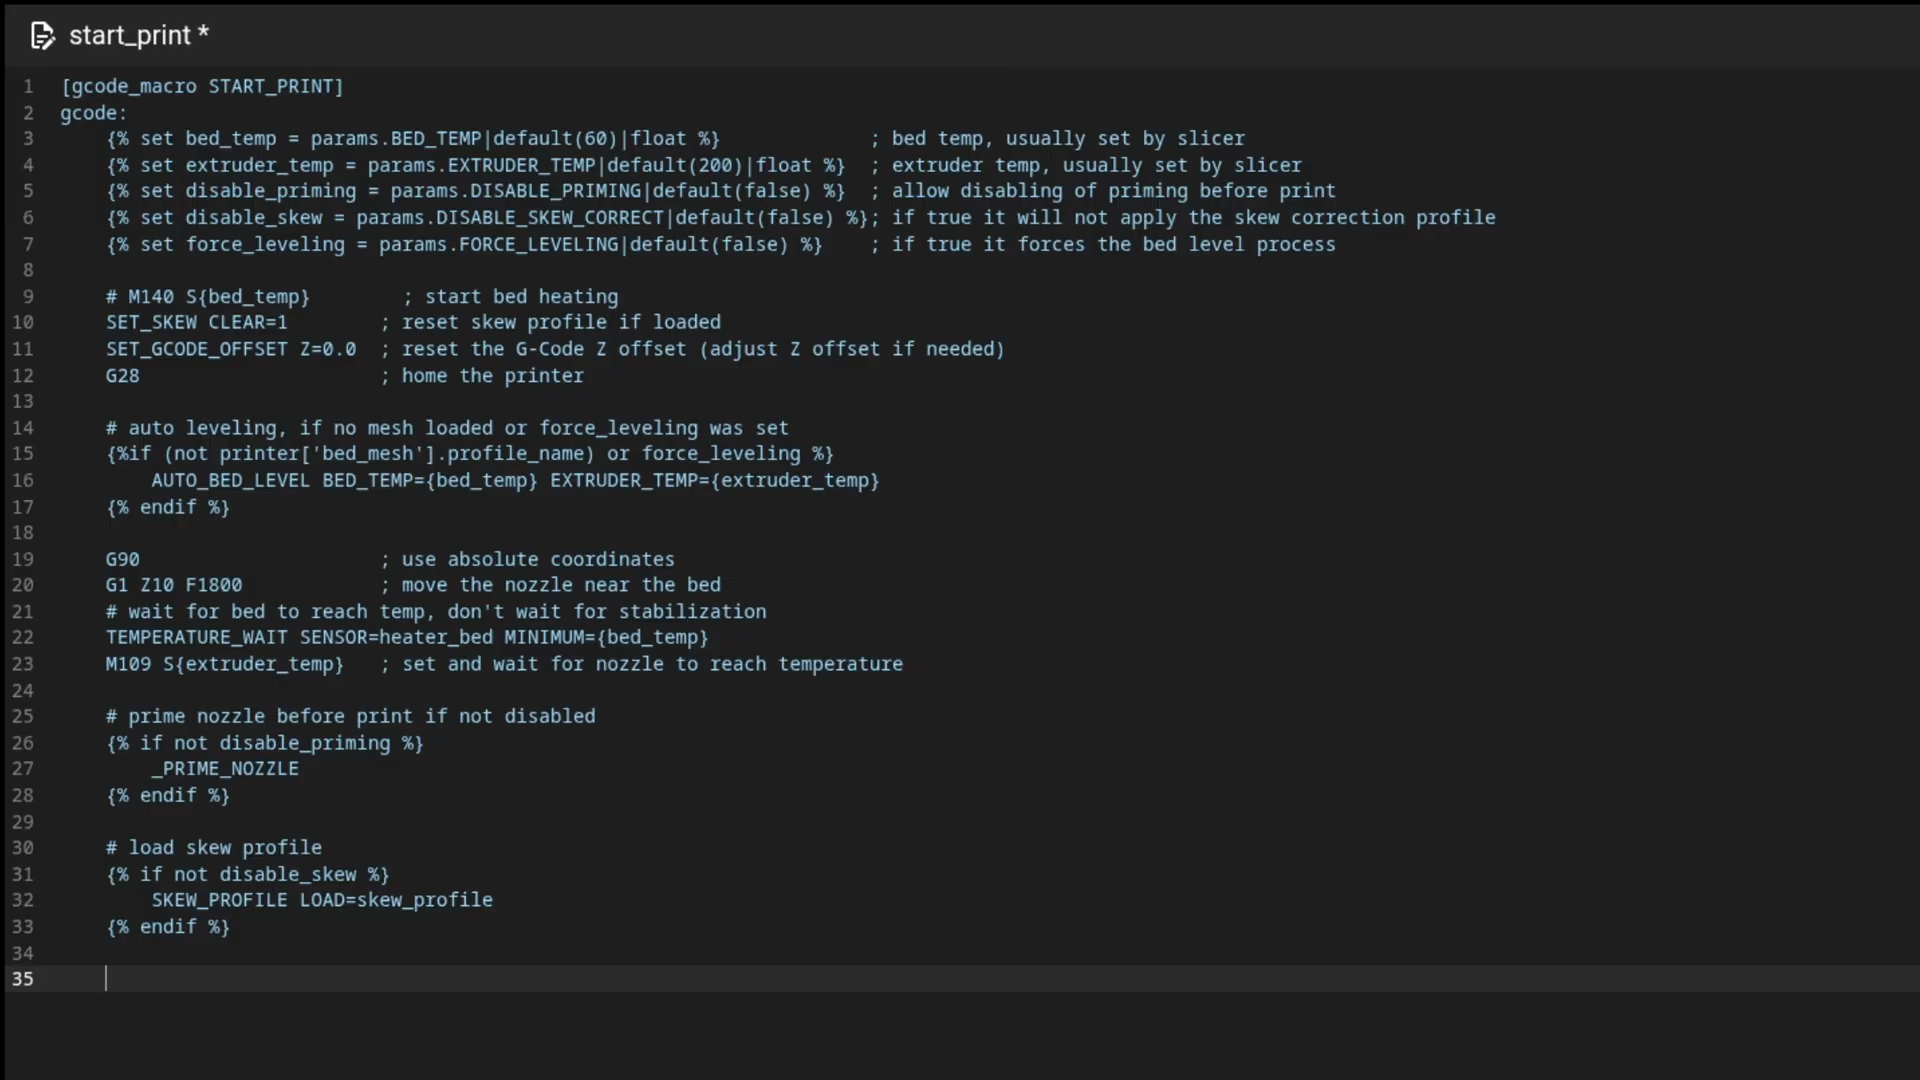 start_print *
1 [gcode_macro START_PRINT]
2 gcode:
3     {% set bed_temp = params.BED_TEMP|default(60)|float %}             ; bed temp, usually set by slicer
4     {% set extruder_temp = params.EXTRUDER_TEMP|default(200)|float %}  ; extruder temp, usually set by slicer
5     {% set disable_priming = params.DISABLE_PRIMING|default(false) %}  ; allow disabling of priming before print
6     {% set disable_skew = params.DISABLE_SKEW_CORRECT|default(false) %}; if true it will not apply the skew correction profile
7     {% set force_leveling = params.FORCE_LEVELING|default(false) %}    ; if true it forces the bed level process
8
9     # M140 S{bed_temp}        ; start bed heating
10     SET_SKEW CLEAR=1        ; reset skew profile if loaded
11     SET_GCODE_OFFSET Z=0.0  ; reset the G-Code Z offset (adjust Z offset if needed)
12     G28                     ; home the printer
13
14     # auto leveling, if no mesh loaded or force_leveling was set
15     {%if (not printer['bed_mesh'].profile_name) or force_leveling %}
16         AUTO_BED_LEVEL BED_TEMP={bed_temp} EXTRUDER_TEMP={extruder_temp}
17     {% endif %}
18
19     G90                     ; use absolute coordinates
20     G1 Z10 F1800            ; move the nozzle near the bed
21     # wait for bed to reach temp, don't wait for stabilization
22     TEMPERATURE_WAIT SENSOR=heater_bed MINIMUM={bed_temp}
23     M109 S{extruder_temp}   ; set and wait for nozzle to reach temperature
24
25     # prime nozzle before print if not disabled
26     {% if not disable_priming %}
27         _PRIME_NOZZLE
28     {% endif %}
29
30     # load skew profile
31     {% if not disable_skew %}
32         SKEW_PROFILE LOAD=skew_profile
33     {% endif %}
34
35